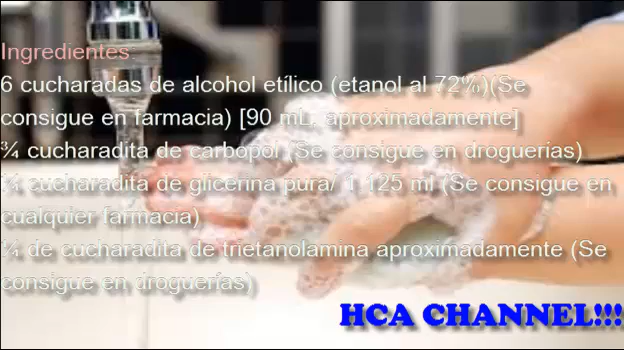 Ingredientes:
6 cucharadas de alcohol etílico (etanol al 72%)(Se
consigue en farmacia) [90 mL, aproximadamente]
¾ cucharadita de carbopol (Se consigue en droguerías)
¼ cucharadita de glicerina pura/ 1.125 ml (Se consigue en
cualquier farmacia)
¼ de cucharadita de trietanolamina aproximadamente (Se
consigue en droguerías)
HCA CHANNEL!!!